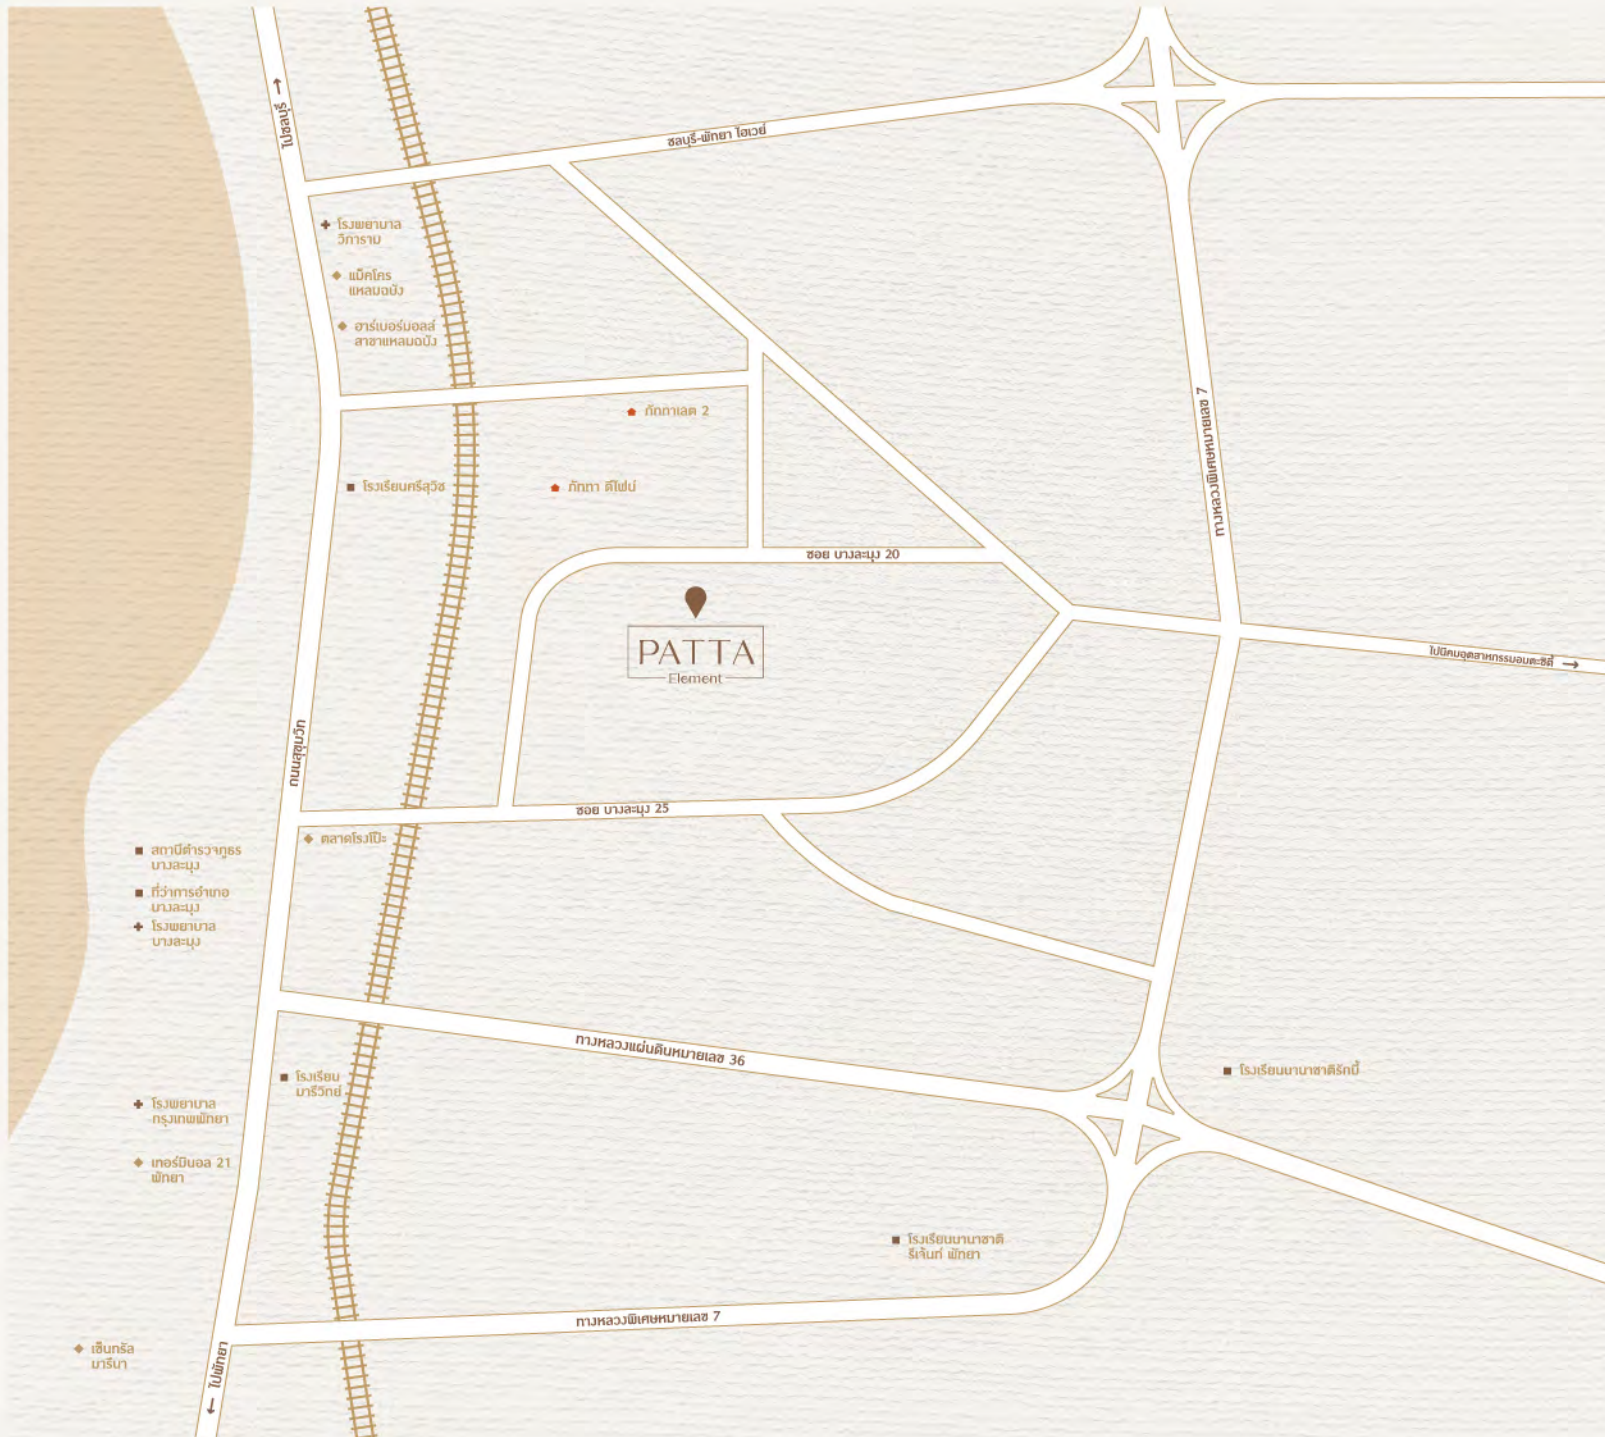 ไปชลบุรี
ชลบุรี-พัทยา ไฮเวย์
โรงพยาบาล
วิภาราม
แม็คโคร
แหลมฉบัง
ฮาร์เบอร์มอลล์
สาขาแหลมฉบัง
ภัททาเลต 2
ทางหลวงพิเศษหมายเลข 7
โรงเรียนศรีสุวิช
ภัททา ดีไฟน์
ซอย บางละมุง 20
PATTA
Element
ไปนิคมอุตสาหกรรมอมตะซิตี้
ถนนสุขุมวิท
ซอย บางละมุง 25
ตลาดโรงโป๊ะ
สถานีตำรวจภูธร
บางละมุง
ที่ว่าการอำเภอ
บางละมุง
โรงพยาบาล
บางละมุง
ทางหลวงแผ่นดินหมายเลข 36
โรงเรียน
มารีวิทย์
โรงเรียนนานาชาติรักบี้
โรงพยาบาล
กรุงเทพพัทยา
เทอร์มินอล 21
พัทยา
โรงเรียนนานาชาติ
รีเจ้นท์ พัทยา
ทางหลวงพิเศษหมายเลข 7
เซ็นทรัล
มารีนา
ไปพัทยา